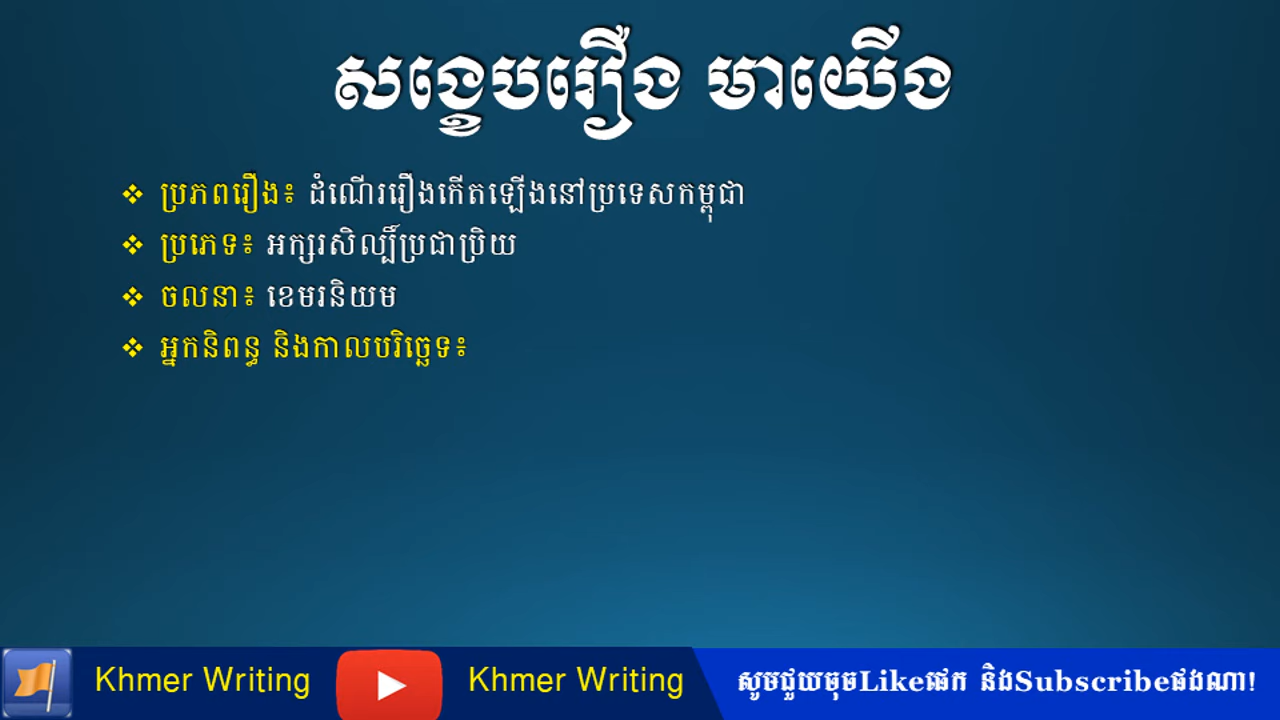 សង្ខេបរឿង មាយើង
❖ ប្រភពរឿង៖ ដំណើររឿងកើតឡើងនៅប្រទេសកម្ពុជា
❖ ប្រភេទ៖ អក្សរសិល្ប៍ប្រជាប្រិយ
❖ ចលនា៖ ខេមរនិយម
❖ អ្នកនិពន្ធ និងកាលបរិច្ឆេទ៖
Khmer Writing Khmer Writing សូមជួយចុចLikeផេក និងSubscribeផងណា!